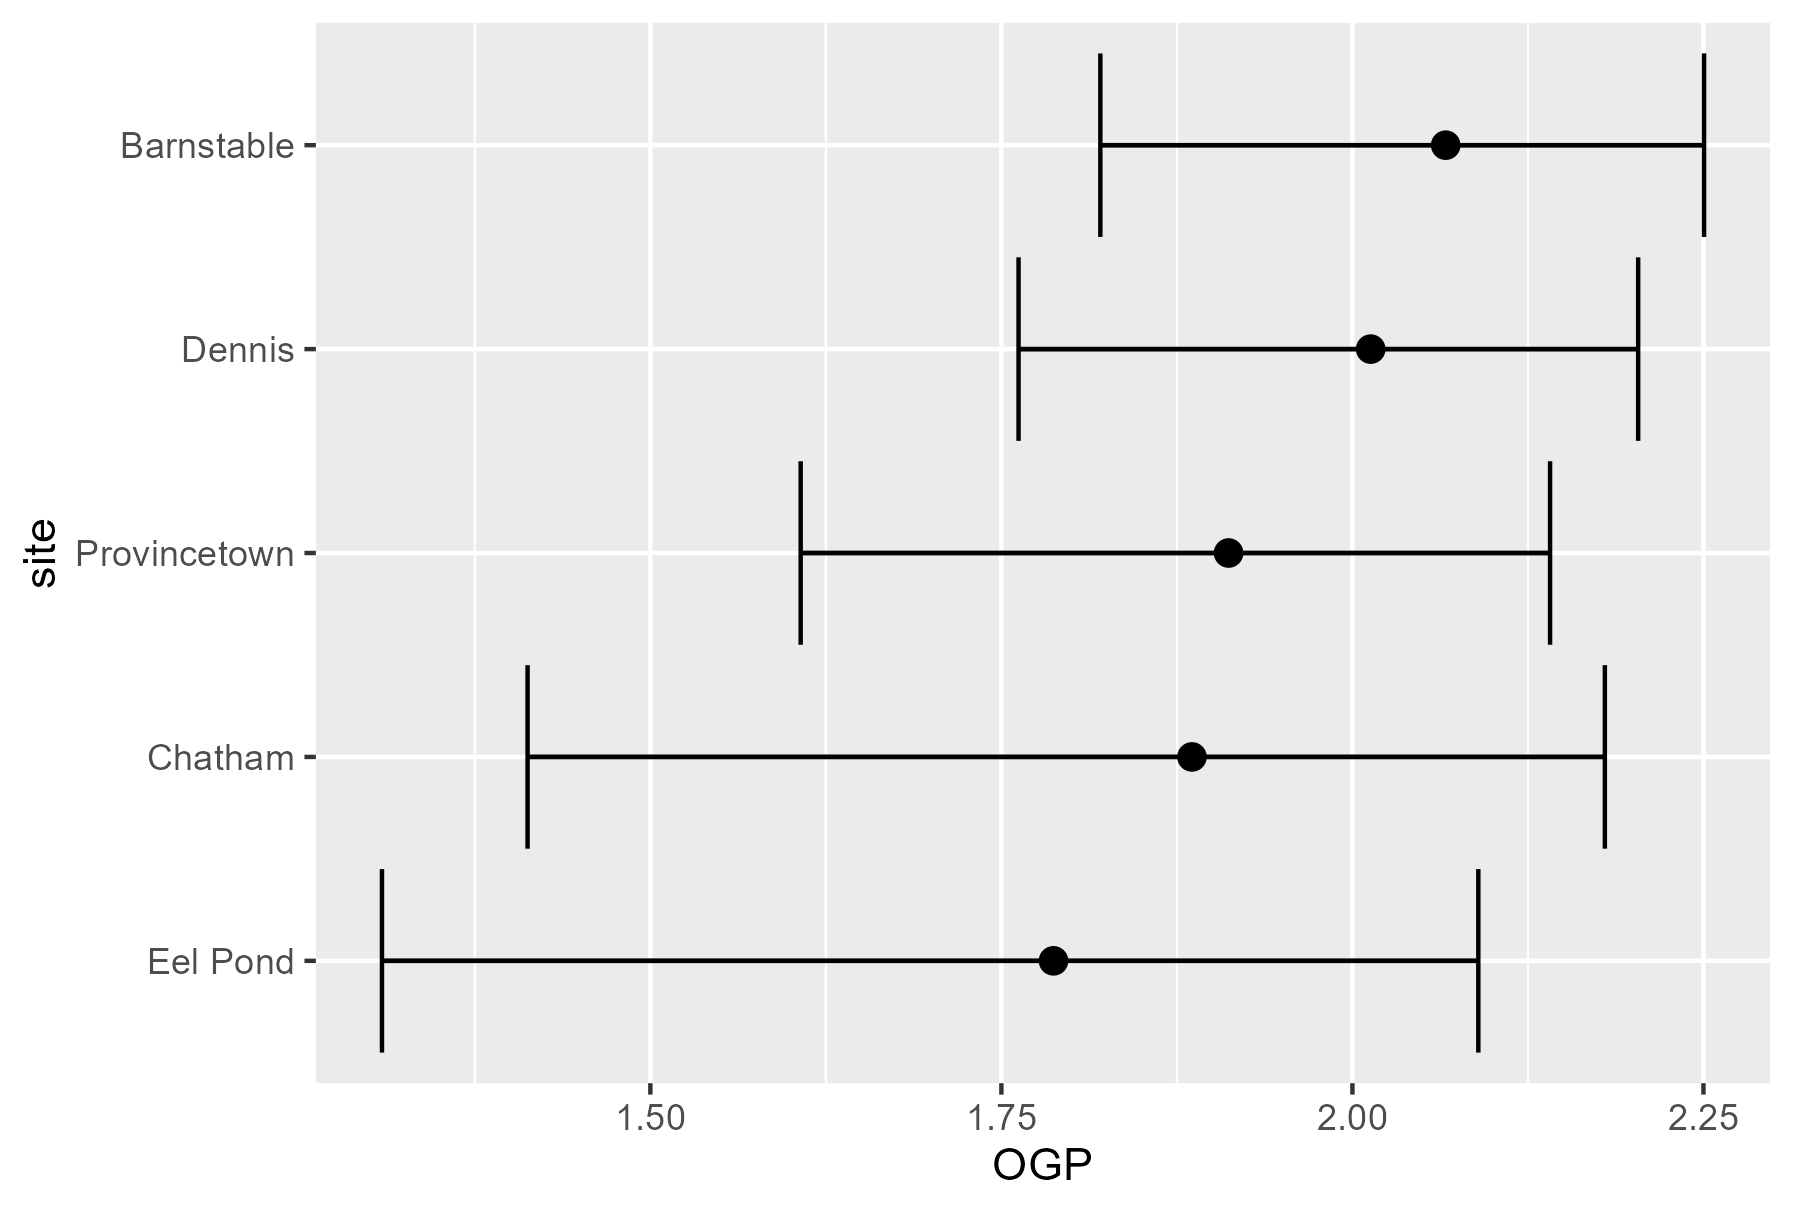 Barnstable
Dennis
Provincetown
Chatham
Eel Pond
site
1.50 1.75 2.00 2.25
OGP